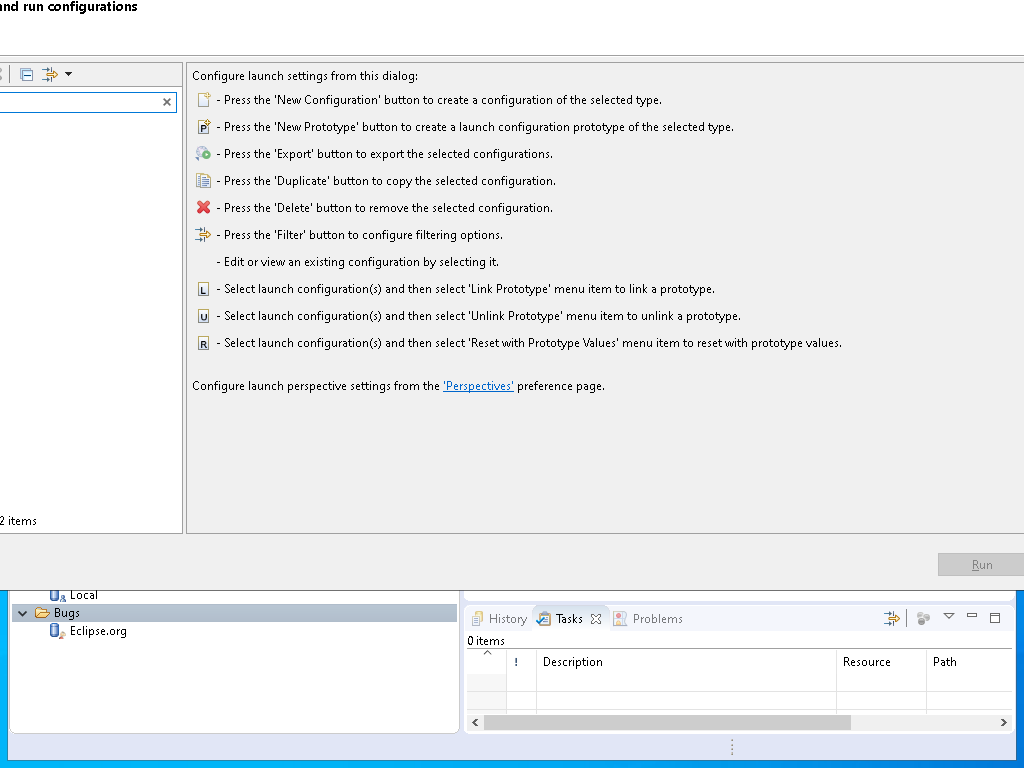 and run configurations
Configure launch settings from this dialog:
- Press the 'New Configuration' button to create a configuration of the selected type.
P - Press the 'New Prototype' button to create a launch configuration prototype of the selected type.
- Press the 'Export' button to export the selected configurations.
- Press the 'Duplicate' button to copy the selected configuration.
- Press the 'Delete' button to remove the selected configuration.
- Press the 'Filter' button to configure filtering options.
- Edit or view an existing configuration by selecting it.
L - Select launch configuration(s) and then select 'Link Prototype' menu item to link a prototype.
U - Select launch configuration(s) and then select 'Unlink Prototype' menu item to unlink a prototype.
R - Select launch configuration(s) and then select 'Reset with Prototype Values' menu item to reset with prototype values.
Configure launch perspective settings from the 'Perspectives' preference page.
2 items
Run
Local
Bugs
Eclipse.org
History Tasks Problems
0 items
! Description Resource Path